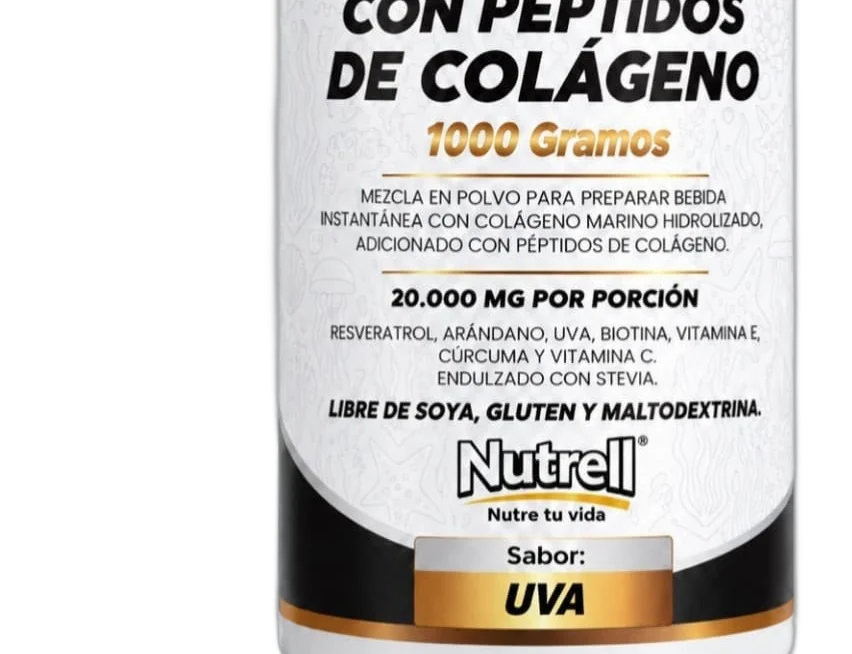 CON PÉPTIDOS
DE COLÁGENO
1000 Gramos
MEZCLA EN POLVO PARA PREPARAR BEBIDA
INSTANTÁNEA CON COLÁGENO MARINO HIDROLIZADO,
ADICIONADO CON PÉPTIDOS DE COLÁGENO.
20.000 MG POR PORCIÓN
RESVERATROL, ARÁNDANO, UVA, BIOTINA, VITAMINA E,
CÚRCUMA Y VITAMINA C.
ENDULZADO CON STEVIA.
LIBRE DE SOYA, GLUTEN Y MALTODEXTRINA.
Nutrell®
Nutre tu vida
Sabor:
UVA